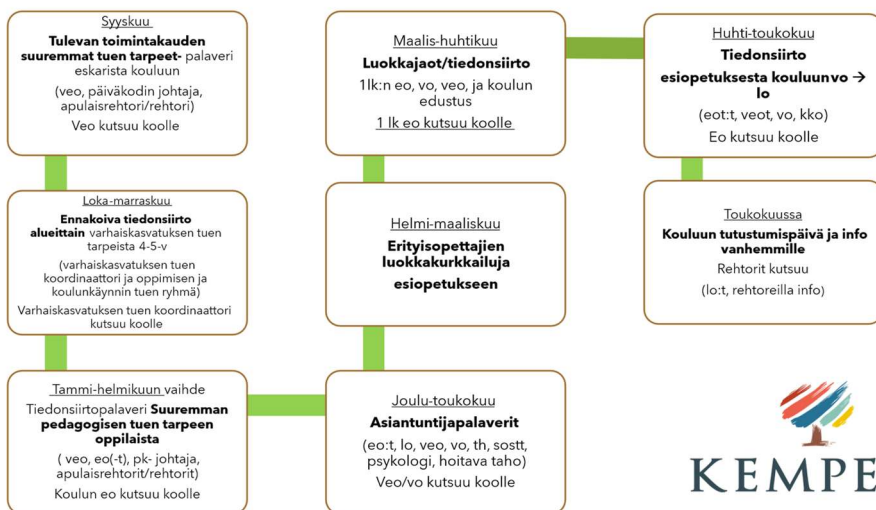 Syyskuu
Tulevan toimintakauden
suuremmat tuen tarpeet- palaveri
eskarista kouluun
(veo, päiväkodin johtaja,
apulaisrehtori/rehtori)
Veo kutsuu koolle
Loka-marraskuu
Ennakoiva tiedonsiirto
alueittain varhaiskasvatuksen tuen
tarpeista 4-5-v
(varhaiskasvatuksen tuen
koordinaattori ja oppimisen ja
koulunkäynnin tuen ryhmä)
Varhaiskasvatuksen tuen koordinaattori
kutsuu koolle
Tammi-helmikuun vaihde
Tiedonsiirtopalaveri Suuremman
pedagogisen tuen tarpeen
oppilaista
( veo, eo(-t), pk- johtaja,
apulaisrehtorit/rehtorit)
Koulun eo kutsuu koolle
Joulu-toukokuu
Asiantuntijapalaverit
(eo:t, lo, veo, vo, th, sostt,
psykologi, hoitava taho)
Veo/vo kutsuu koolle
Helmi-maaliskuu
Erityisopettajien
luokkakurkkailuja
esiopetukseen
Maalis-huhtikuu
Luokkajaot/tiedonsiirto
1lk:n eo, vo, veo, ja koulun
edustus
1 lk eo kutsuu koolle
Huhti-toukokuu
Tiedonsiirto
esiopetuksesta kouluun vo →
lo
(eot:t, veot, vo, kko)
Eo kutsuu koolle
Toukokuussa
Kouluun tutustumispäivä ja info
vanhemmille
Rehtorit kutsuu
(lo:t, rehtoreilla info)
KEMPE